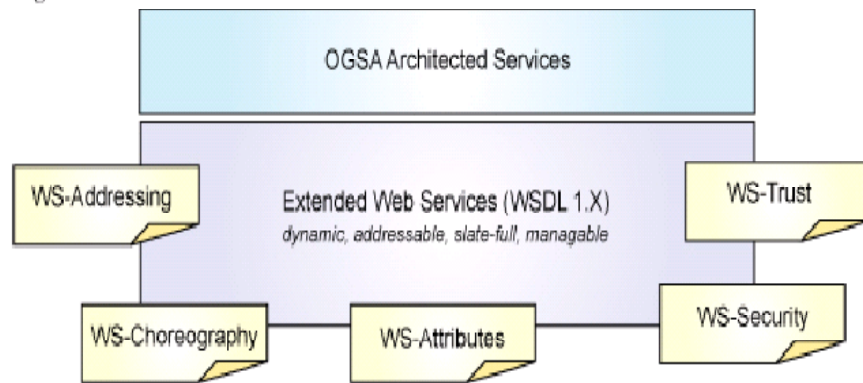 OGSA Architected Services
WS-Addressing
Extended Web Services (WSDL 1.X)
dynamic, addressable, slate-full, managable
WS-Trust
WS-Choreography
WS-Attributes
WS-Security